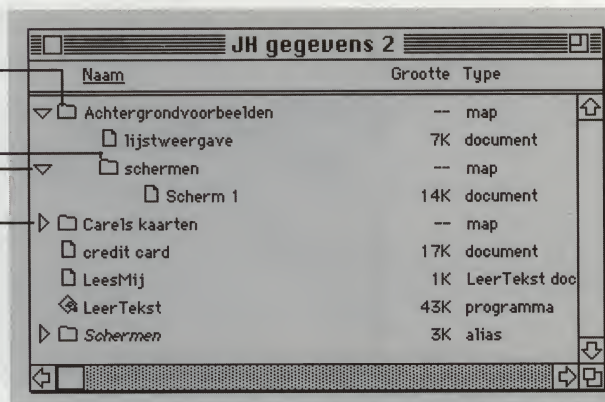 JH gegevens 2
Naam Grootte Type
Achtergrondvoorbeelden -- map
lijstweergave 7K document
schermen -- map
Scherm 1 14K document
Carels kaarten -- map
credit card 17K document
LeesMij 1K LeerTekst doc
LeerTekst 43K programma
Schermen 3K alias